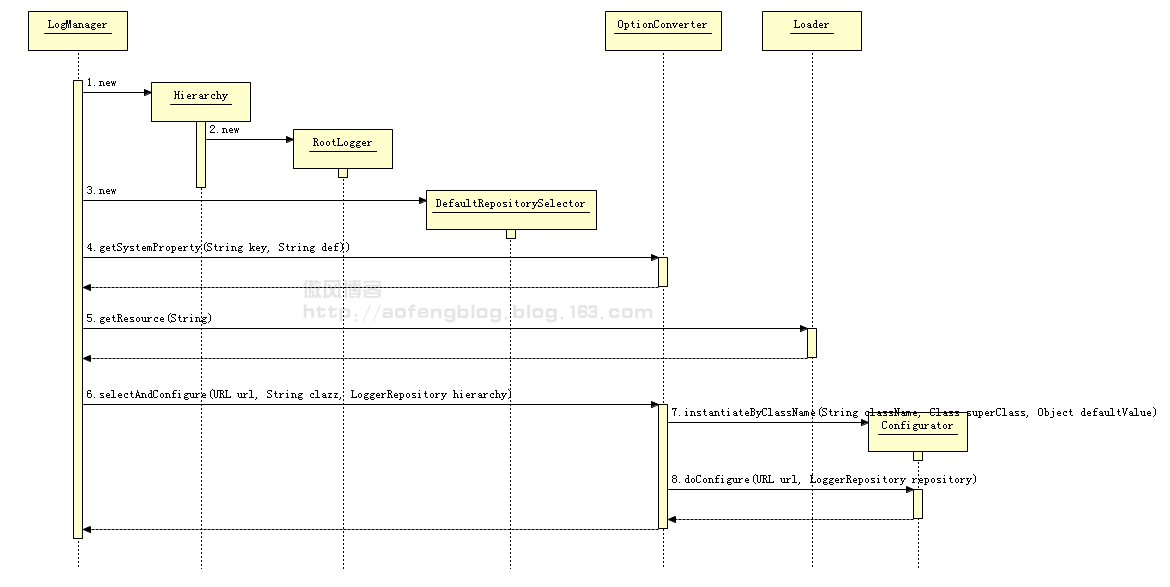 LogManager
OptionConverter
Loader
1.new
Hierarchy
2.new
RootLogger
3.new
DefaultRepositorySelector
4.getSystemProperty(String key, String def))
傲风博客
http://aofengblog.blog.163.com
5.getResource(String)
6.selectAndConfigure(URL url, String clazz, LoggerRepository hierarchy)
7.instantiateByClassName(String className, Class superClass, Object defaultValue)
Configurator
8.doConfigure(URL url, LoggerRepository repository)